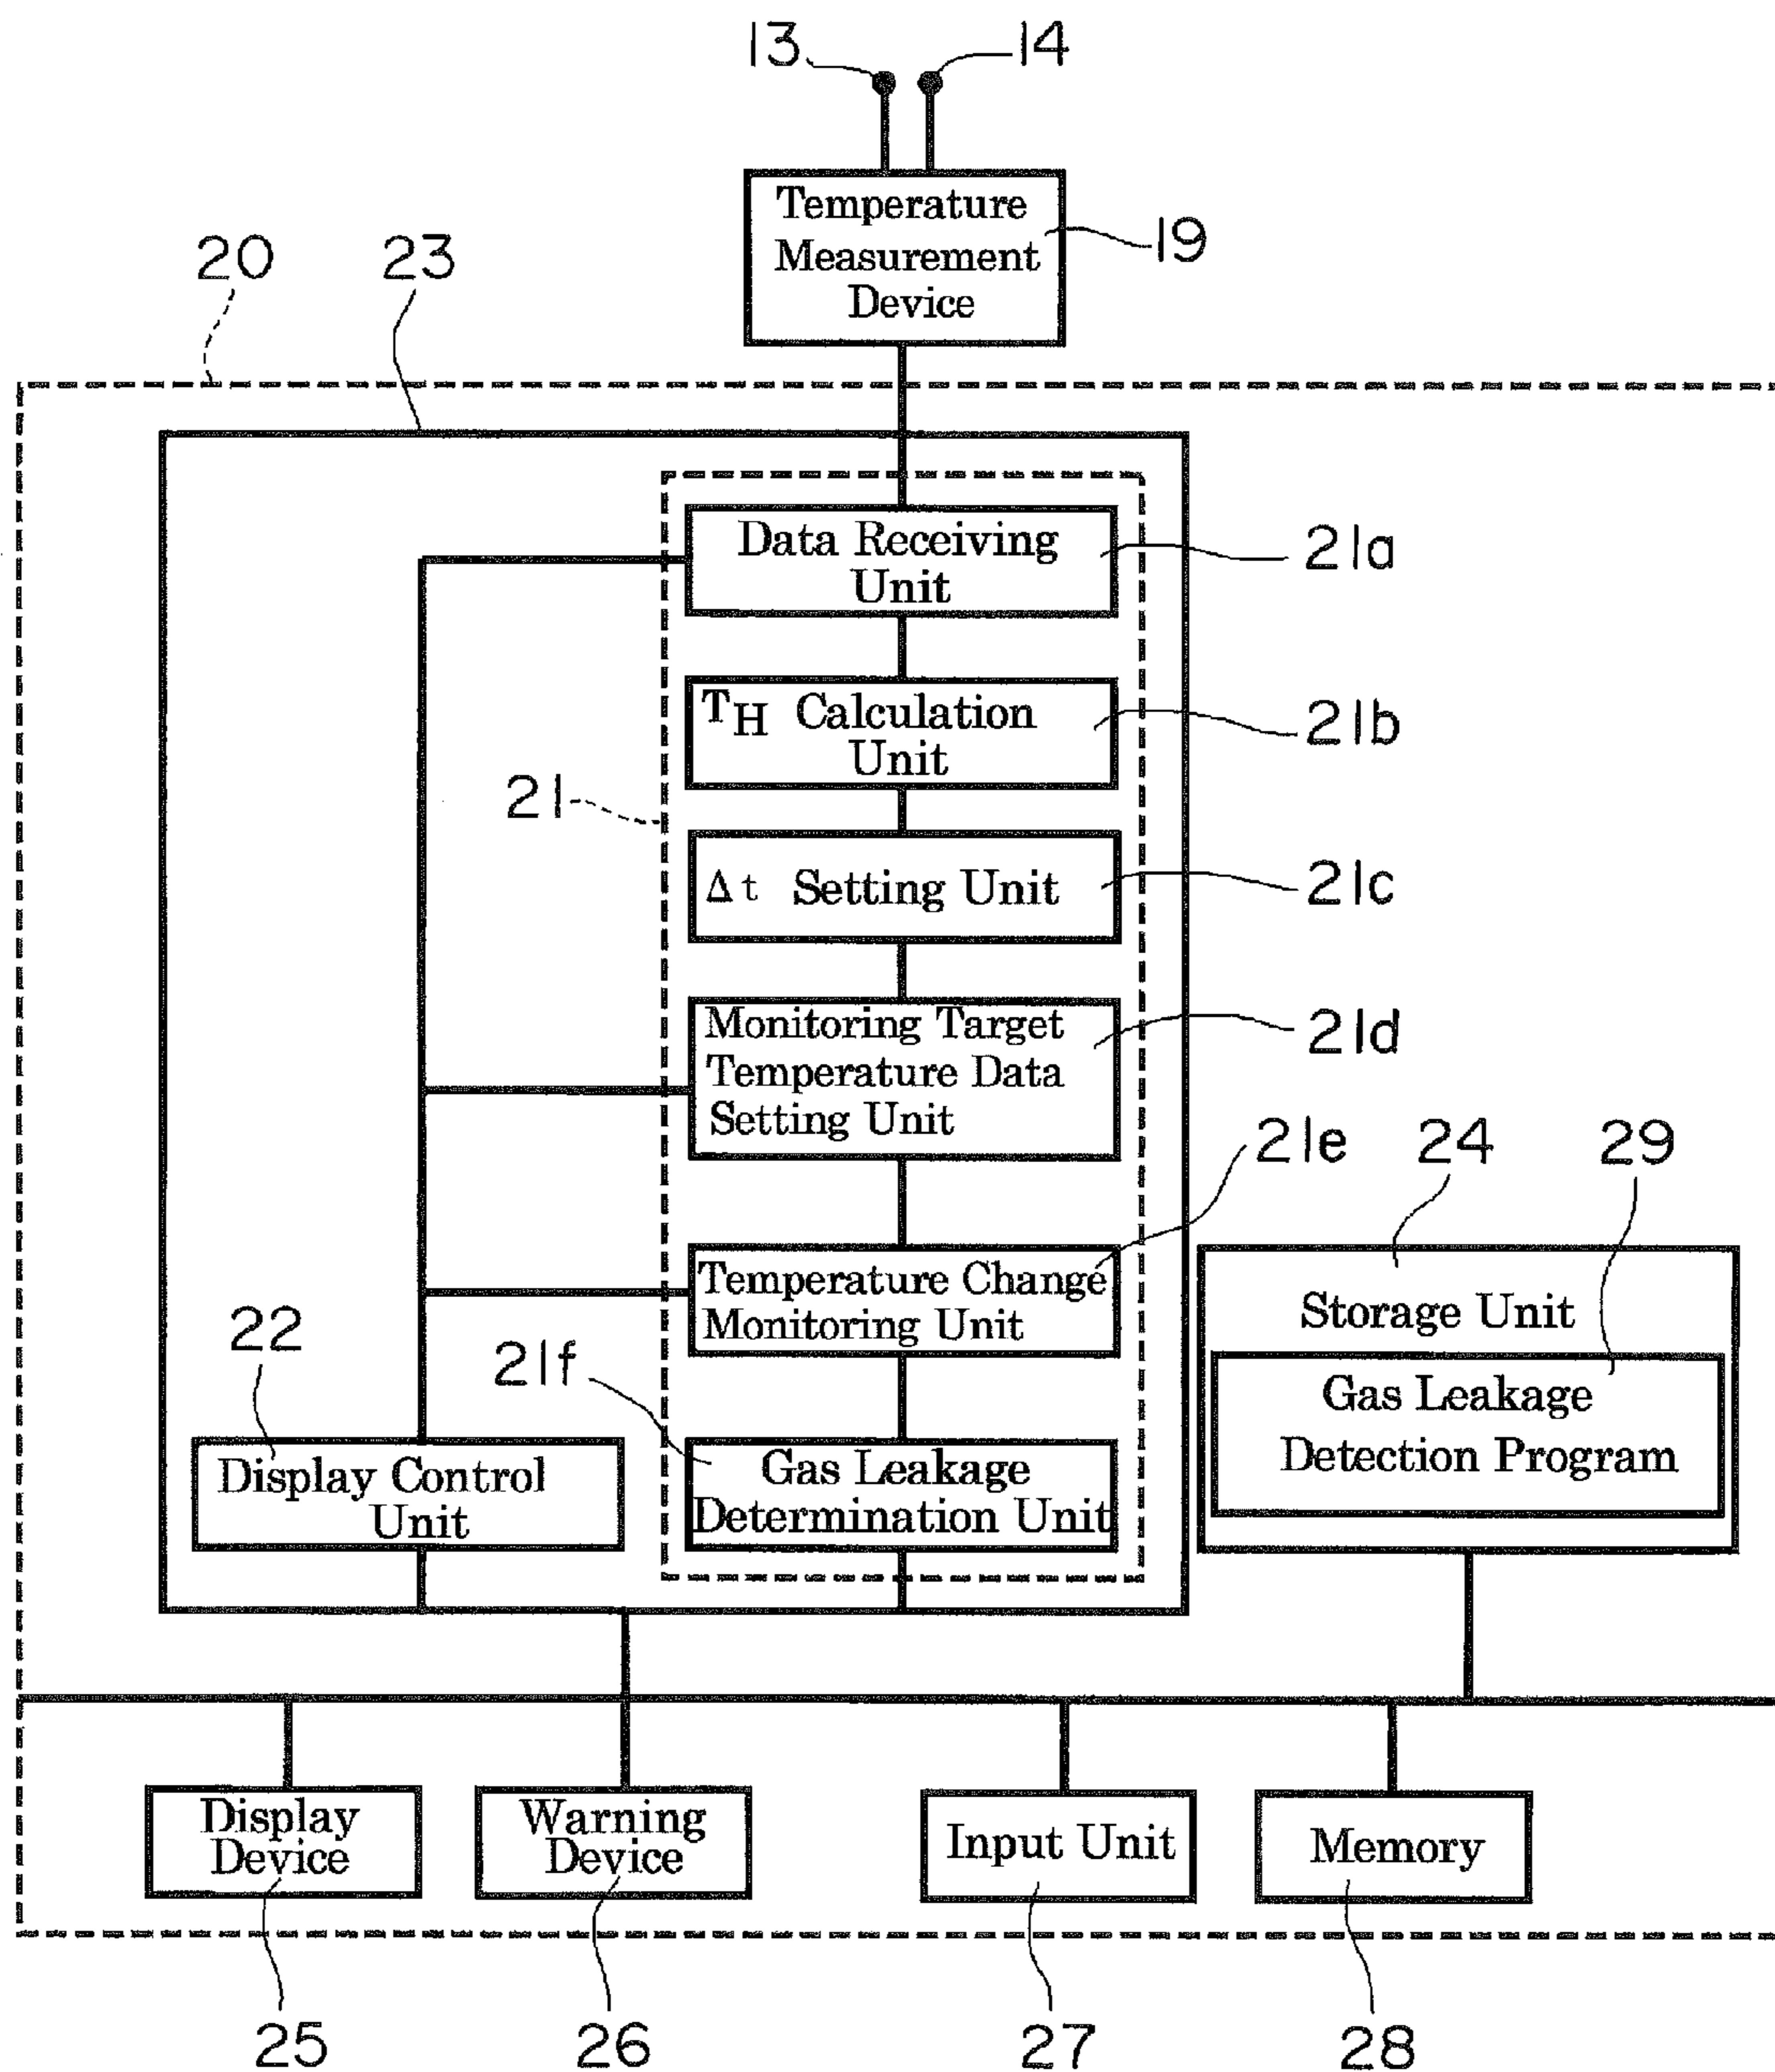 13
14
Temperature
Measurement
Device
19
20
23
Data Receiving
Unit
21a
TH Calculation
Unit
21b
21
Δt Setting Unit
21c
Monitoring Target
Temperature Data
Setting Unit
21d
21e
24
29
Temperature Change
Monitoring Unit
Storage Unit
22
21f
Gas Leakage
Detection Program
Display Control
Unit
Gas Leakage
Determination Unit
Display
Device
Warning
Device
Input Unit
Memory
25
26
27
28